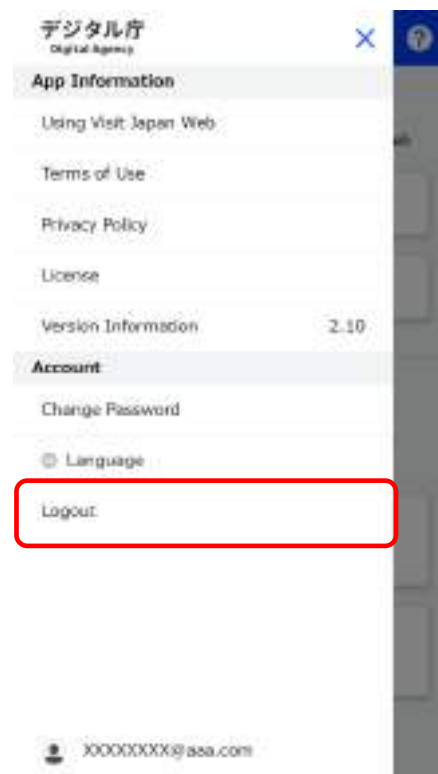 デジタル庁
Digital Agency
App Information
Using Visit Japan Web
Terms of Use
Privacy Policy
License
Version Information 2.10
Account
Change Password
Language
Logout
XXXXXXXX@aaa.com